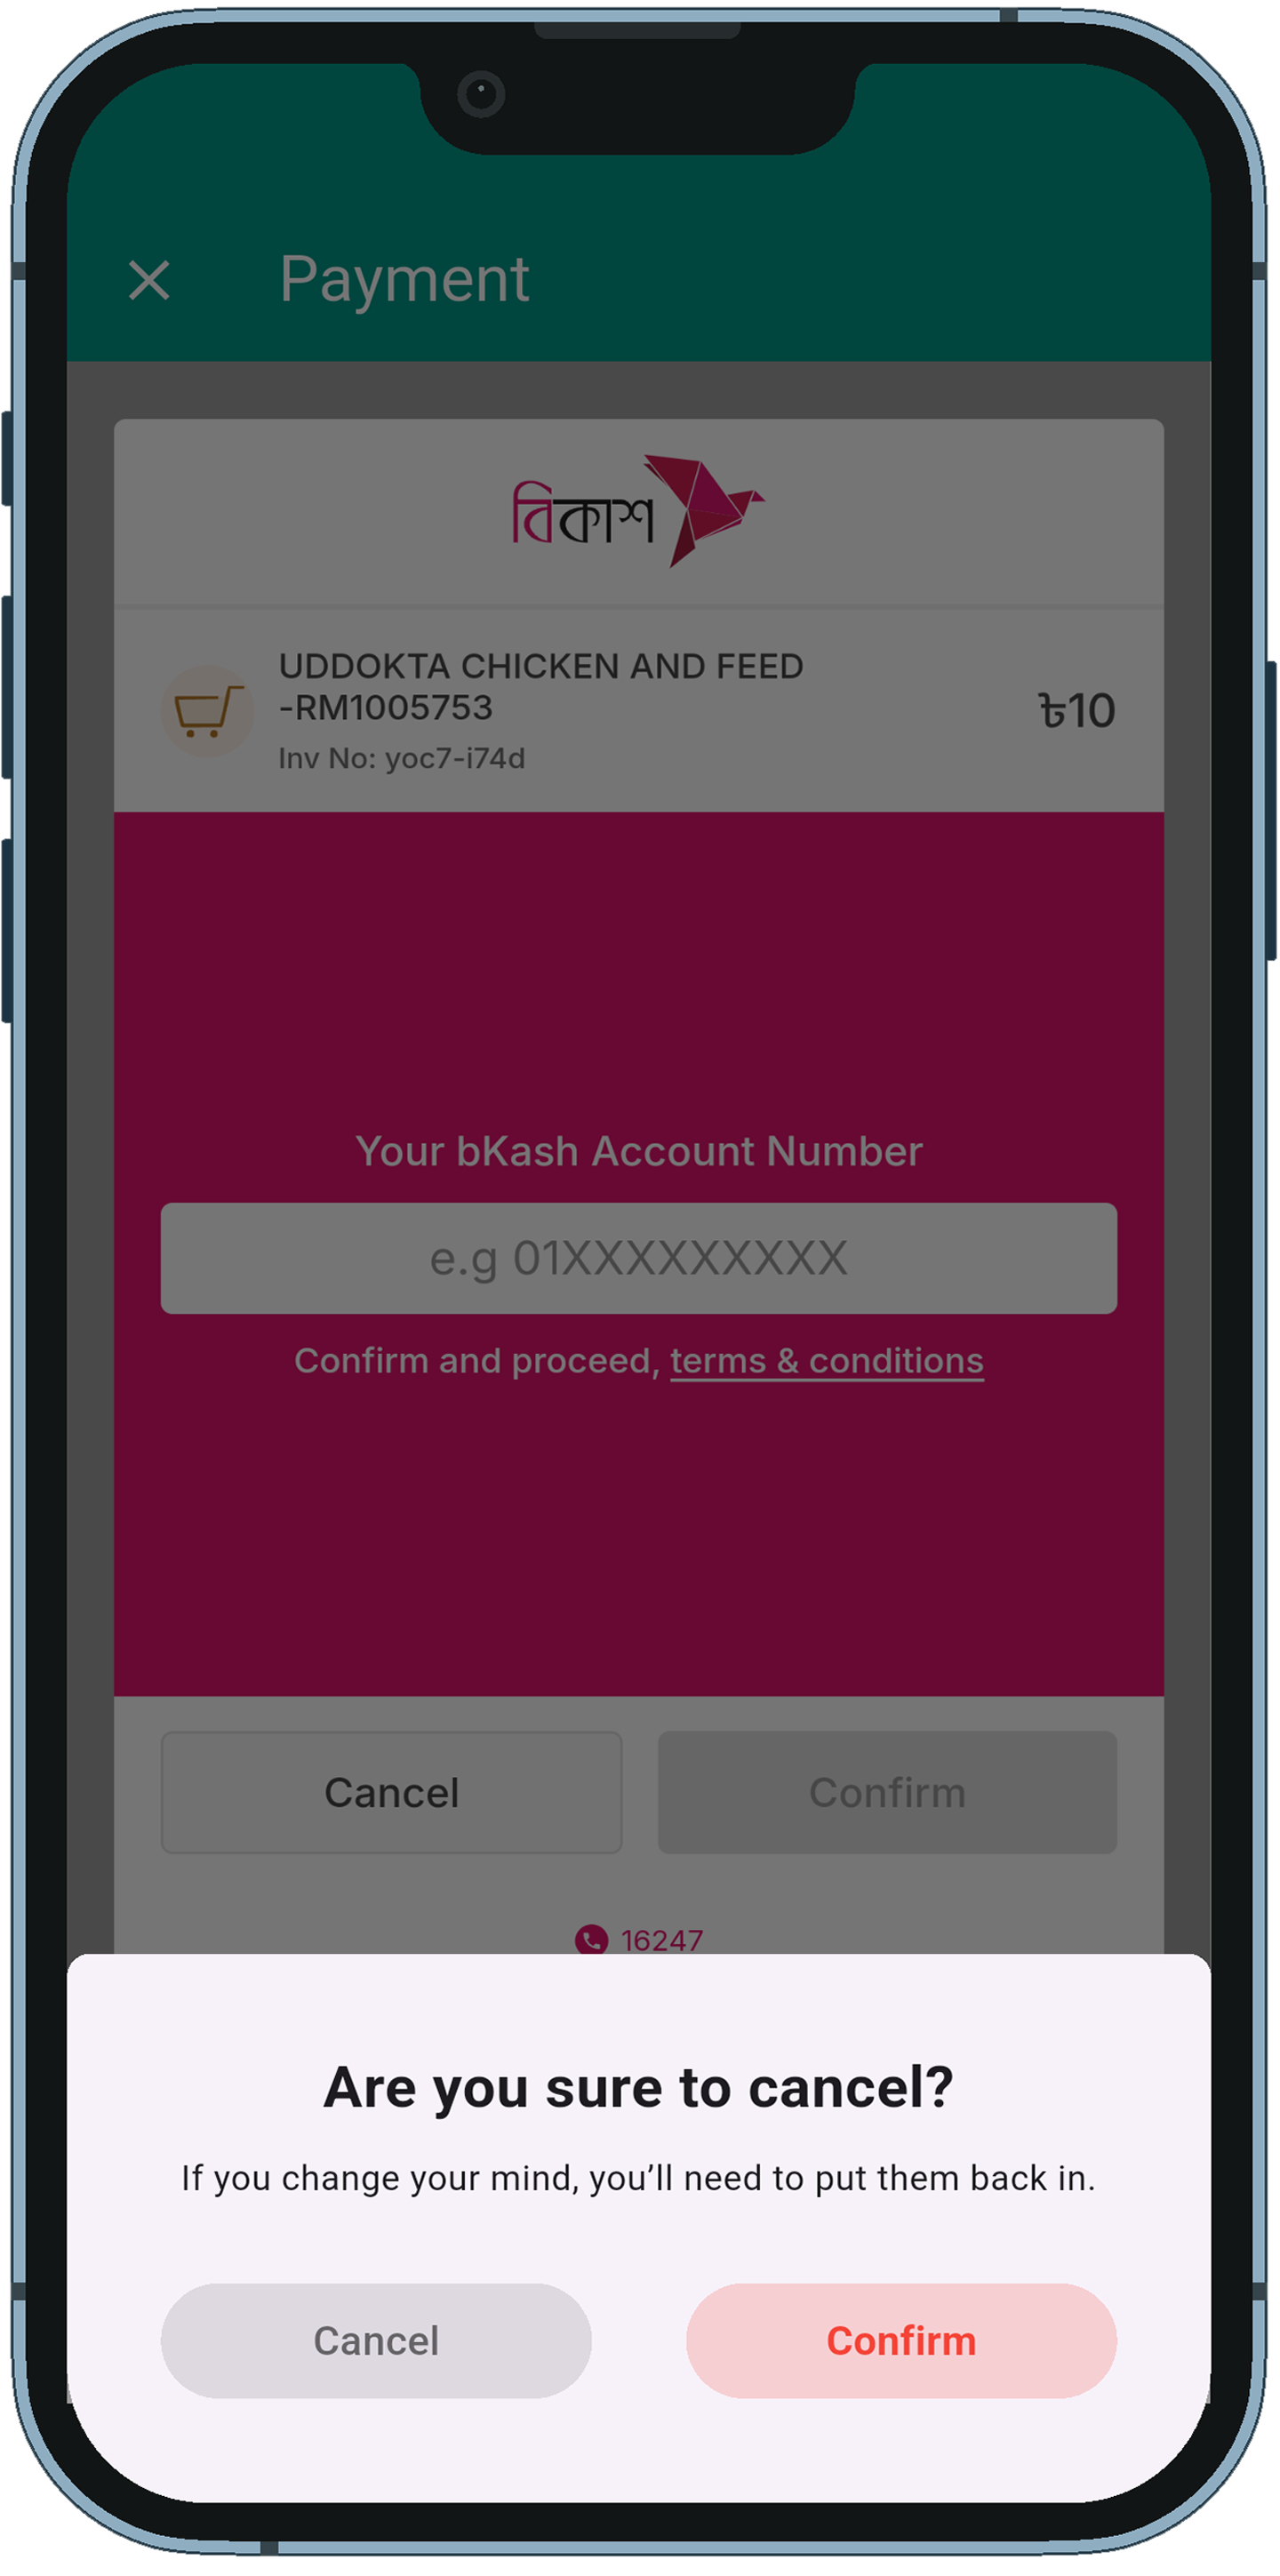 Payment
বিকাশ
UDDOKTA CHICKEN AND FEED
-RM1005753
Inv No: yoc7-i74d
৳10
Your bKash Account Number
e.g 01XXXXXXXXX
Confirm and proceed, terms & conditions
Cancel Confirm
16247
Are you sure to cancel?
If you change your mind, you’ll need to put them back in.
Cancel Confirm